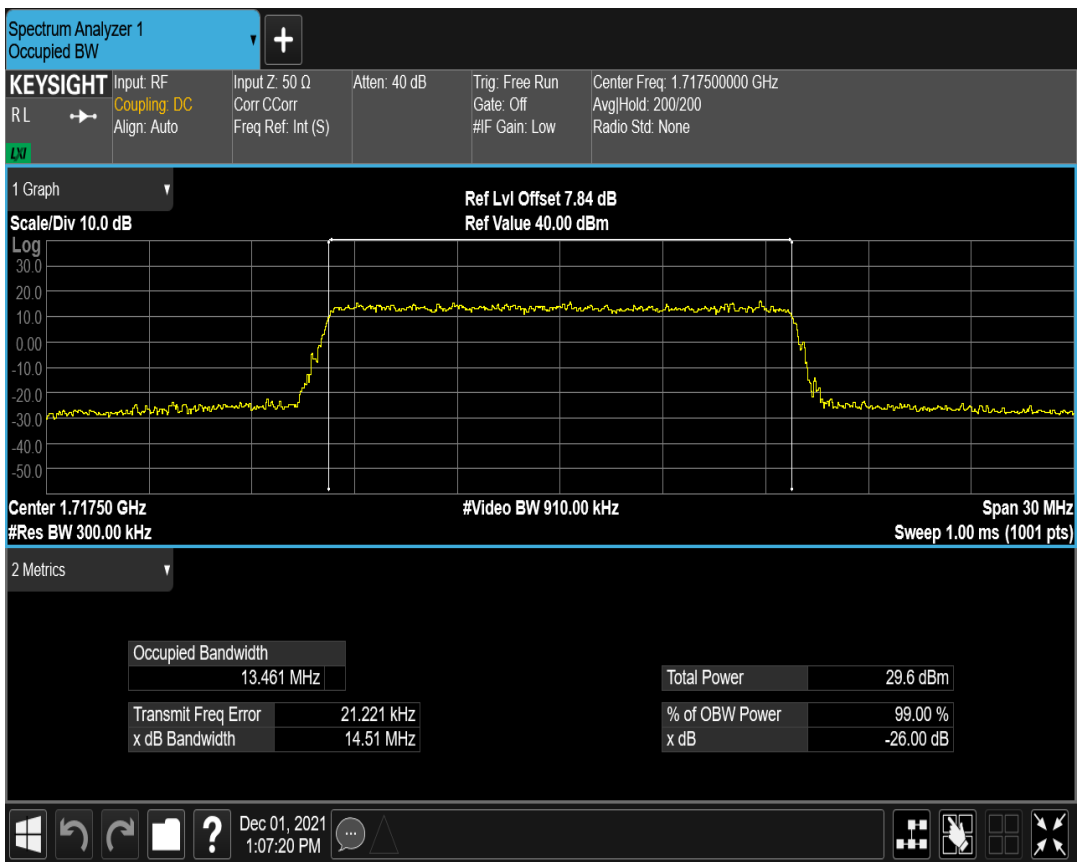 Spectrum Analyzer 1
Occupied BW
KEYSIGHT
R L
LXI
Input: RF
Coupling: DC
Align: Auto
Input Z: 50 Ω
Corr CCorr
Freq Ref: Int (S)
Atten: 40 dB
Trig: Free Run
Gate: Off
#IF Gain: Low
Center Freq: 1.717500000 GHz
Avg|Hold: 200/200
Radio Std: None
1 Graph
Scale/Div 10.0 dB
Ref Lvl Offset 7.84 dB
Ref Value 40.00 dBm
Log
30.0
20.0
10.0
0.00
-10.0
-20.0
-30.0
-40.0
-50.0
Center 1.71750 GHz
#Video BW 910.00 kHz
Span 30 MHz
#Res BW 300.00 kHz
Sweep 1.00 ms (1001 pts)
2 Metrics
Occupied Bandwidth
13.461 MHz
Transmit Freq Error 21.221 kHz
x dB Bandwidth 14.51 MHz
Total Power 29.6 dBm
% of OBW Power 99.00 %
x dB -26.00 dB
?
Dec 01, 2021
1:07:20 PM